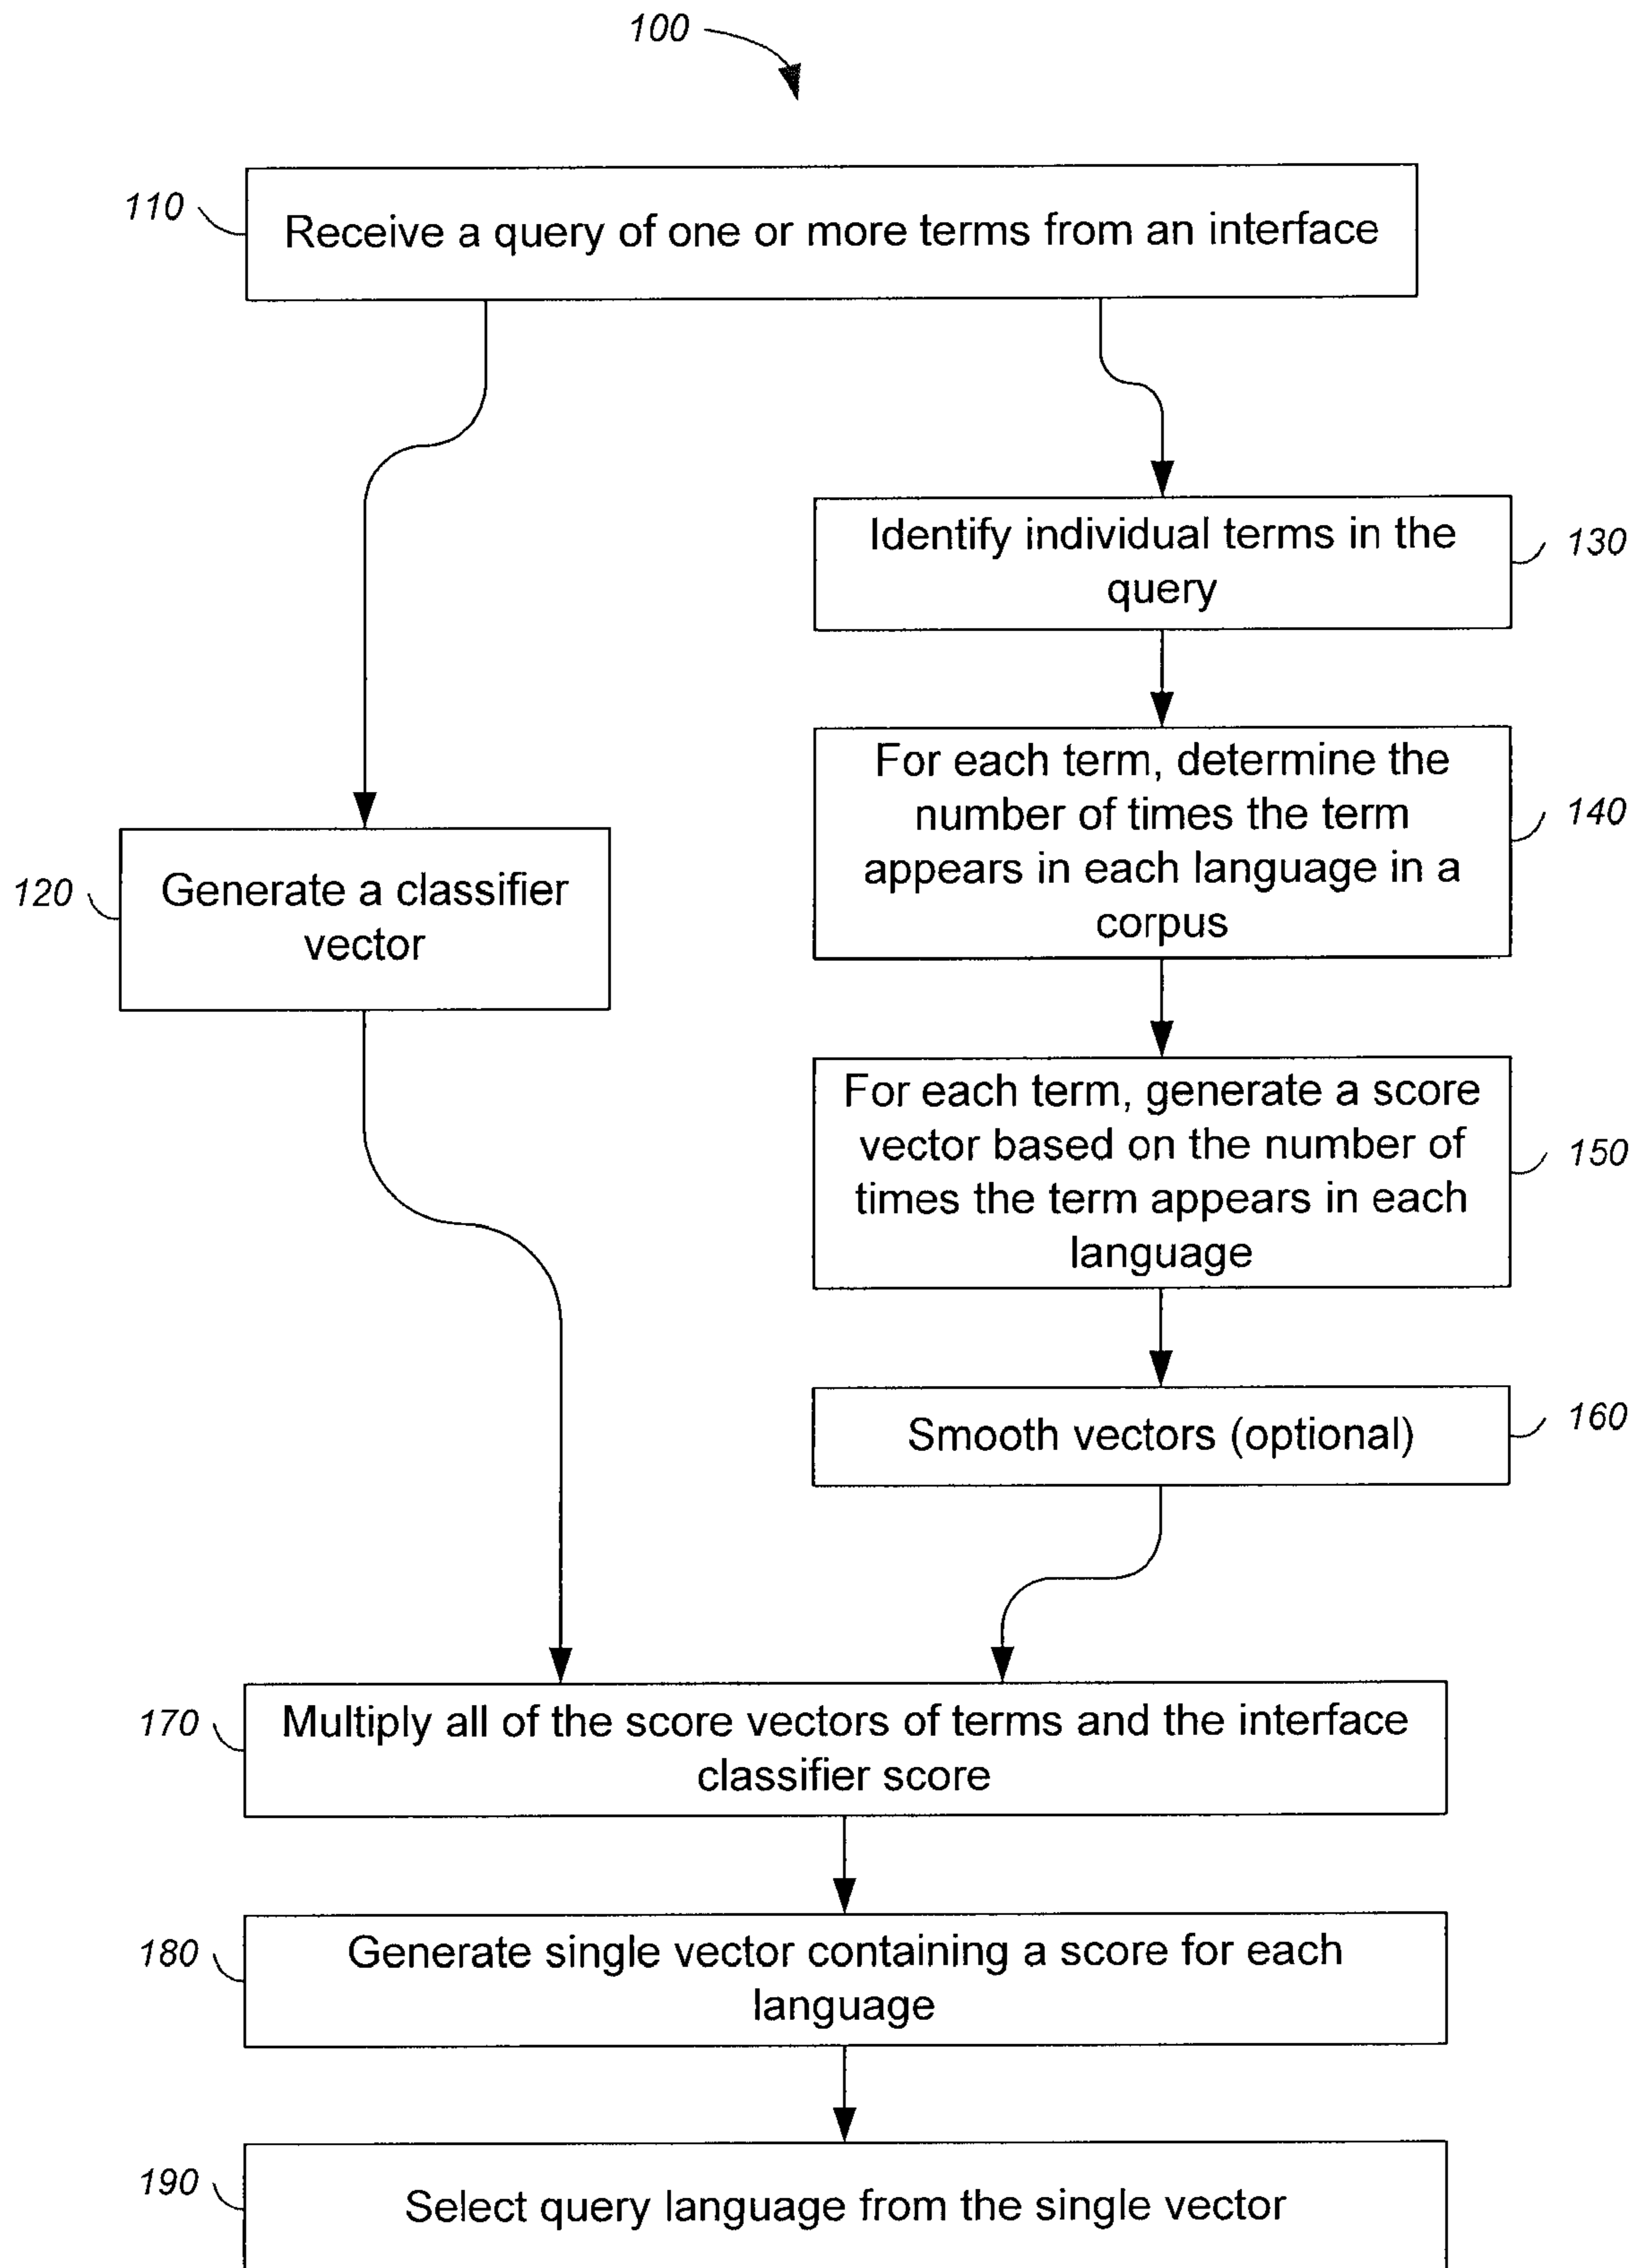 100
110
Receive a query of one or more terms from an interface
130
Identify individual terms in the
query
140
For each term, determine the
number of times the term
appears in each language in a
corpus
120
Generate a classifier
vector
150
For each term, generate a score
vector based on the number of
times the term appears in each
language
160
Smooth vectors (optional)
170
Multiply all of the score vectors of terms and the interface
classifier score
180
Generate single vector containing a score for each
language
190
Select query language from the single vector